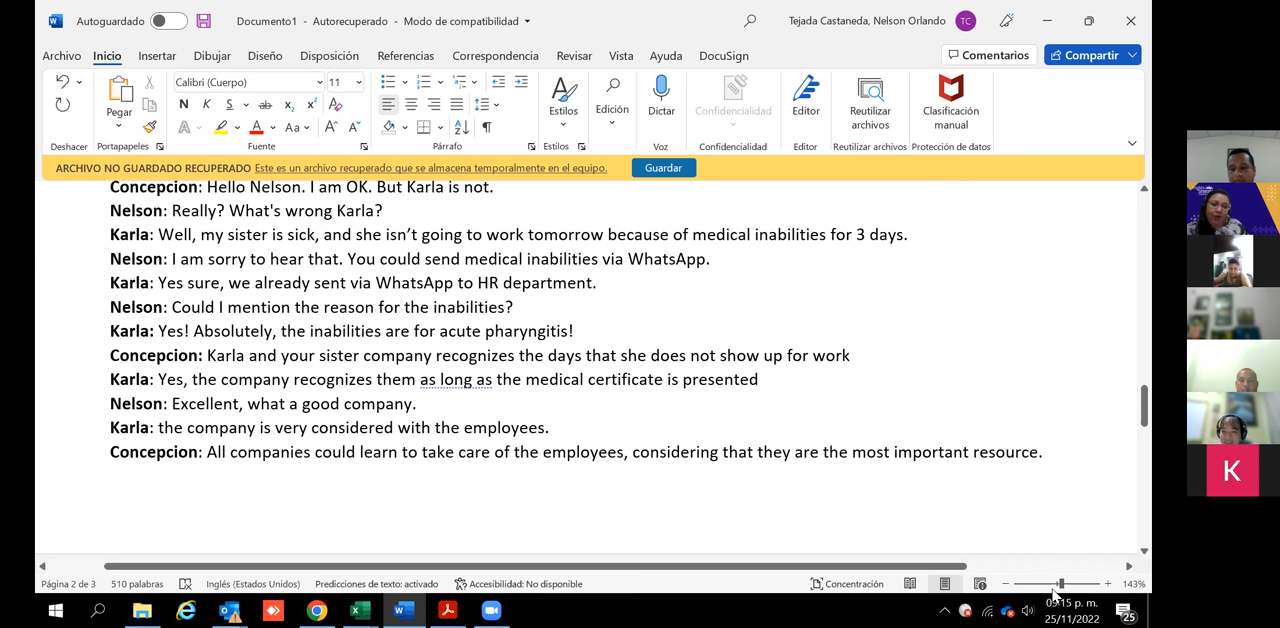 Autoguardado
Documento1 - Autorecuperado - Modo de compatibilidad
Tejada Castaneda, Nelson Orlando
TC
Archivo Inicio Insertar Dibujar Diseño Disposición Referencias Correspondencia Revisar Vista Ayuda DocuSign
Comentarios
Compartir
Calibri (Cuerpo) 11
N K S ab x₂ x² A
A A Aa A A
Pegar
Estilos
Edición
Dictar
Confidencialidad
Editor
Reutilizar archivos
Clasificación manual
Deshacer Portapapeles Fuente Párrafo Estilos Voz Confidencialidad Editor Reutilizar archivos Protección de datos
ARCHIVO NO GUARDADO RECUPERADO Este es un archivo recuperado que se almacena temporalmente en el equipo. Guardar
Concepcion: Hello Nelson. I am OK. But Karla is not.
Nelson: Really? What's wrong Karla?
Karla: Well, my sister is sick, and she isn’t going to work tomorrow because of medical inabilities for 3 days.
Nelson: I am sorry to hear that. You could send medical inabilities via WhatsApp.
Karla: Yes sure, we already sent via WhatsApp to HR department.
Nelson: Could I mention the reason for the inabilities?
Karla: Yes! Absolutely, the inabilities are for acute pharyngitis!
Concepcion: Karla and your sister company recognizes the days that she does not show up for work
Karla: Yes, the company recognizes them as long as the medical certificate is presented
Nelson: Excellent, what a good company.
Karla: the company is very considered with the employees.
Concepcion: All companies could learn to take care of the employees, considering that they are the most important resource.
K
Página 2 de 3 510 palabras Inglés (Estados Unidos) Predicciones de texto: activado Accesibilidad: No disponible Concentración 143%
09:15 p. m.
25/11/2022
25